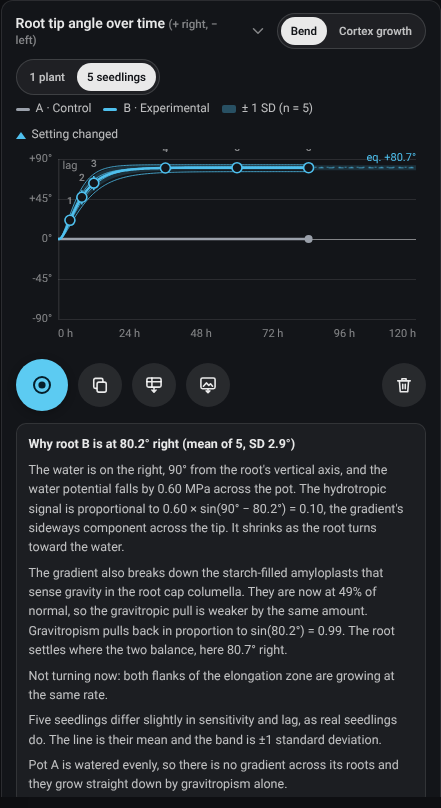 Root tip angle over time (+ right, −
left)
Bend
Cortex growth
1 plant
5 seedlings
A · Control
B · Experimental
± 1 SD (n = 5)
Setting changed
+90°
lag
1
2
3
eq. +80.7°
+45°
0°
-45°
-90°
0 h
24 h
48 h
72 h
96 h
120 h
Why root B is at 80.2° right (mean of 5, SD 2.9°)
The water is on the right, 90° from the root's vertical axis, and the
water potential falls by 0.60 MPa across the pot. The hydrotropic
signal is proportional to 0.60 × sin(90° − 80.2°) = 0.10, the gradient's
sideways component across the tip. It shrinks as the root turns
toward the water.
The gradient also breaks down the starch-filled amyloplasts that
sense gravity in the root cap columella. They are now at 49% of
normal, so the gravitropic pull is weaker by the same amount.
Gravitropism pulls back in proportion to sin(80.2°) = 0.99. The root
settles where the two balance, here 80.7° right.
Not turning now: both flanks of the elongation zone are growing at
the same rate.
Five seedlings differ slightly in sensitivity and lag, as real seedlings
do. The line is their mean and the band is ±1 standard deviation.
Pot A is watered evenly, so there is no gradient across its roots and
they grow straight down by gravitropism alone.